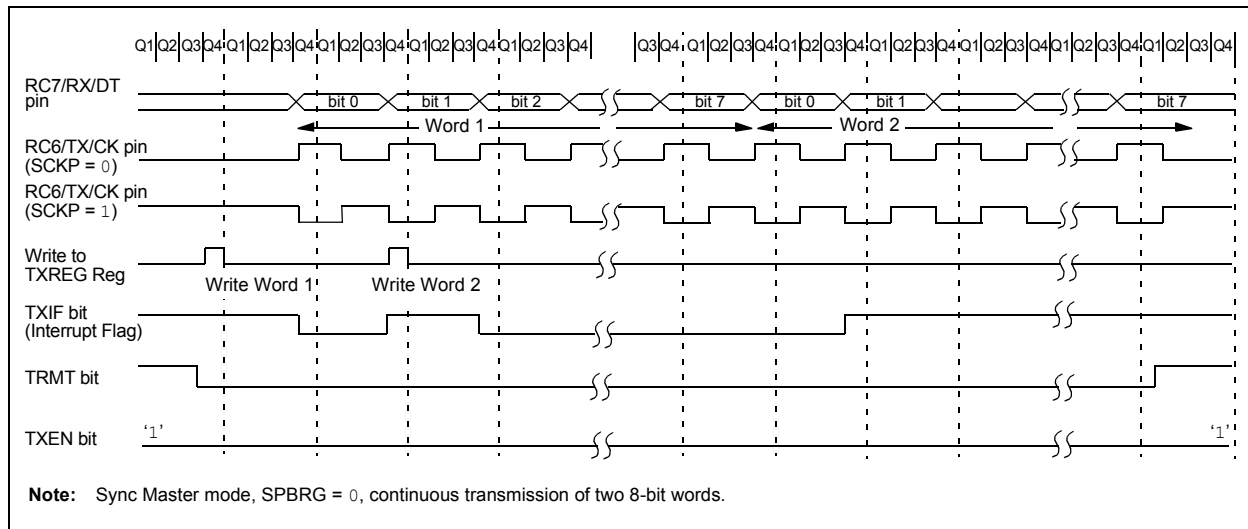 Q1 Q2 Q3 Q4 Q1 Q2 Q3 Q4 Q1 Q2 Q3 Q4 Q1 Q2 Q3 Q4 Q1 Q2 Q3 Q4 Q3 Q4 Q1 Q2 Q3 Q4 Q1 Q2 Q3 Q4 Q1 Q2 Q3 Q4 Q1 Q2 Q3 Q4 Q1 Q2 Q3 Q4 Q1 Q2 Q3 Q4
RC7/RX/DT
pin
bit 0 bit 1 bit 2 bit 7 bit 0 bit 1 bit 7
Word 1 Word 2
RC6/TX/CK pin
(SCKP = 0)
RC6/TX/CK pin
(SCKP = 1)
Write to
TXREG Reg
Write Word 1 Write Word 2
TXIF bit
(Interrupt Flag)
TRMT bit
TXEN bit
‘1’ ‘1’
Note: Sync Master mode, SPBRG = 0, continuous transmission of two 8-bit words.